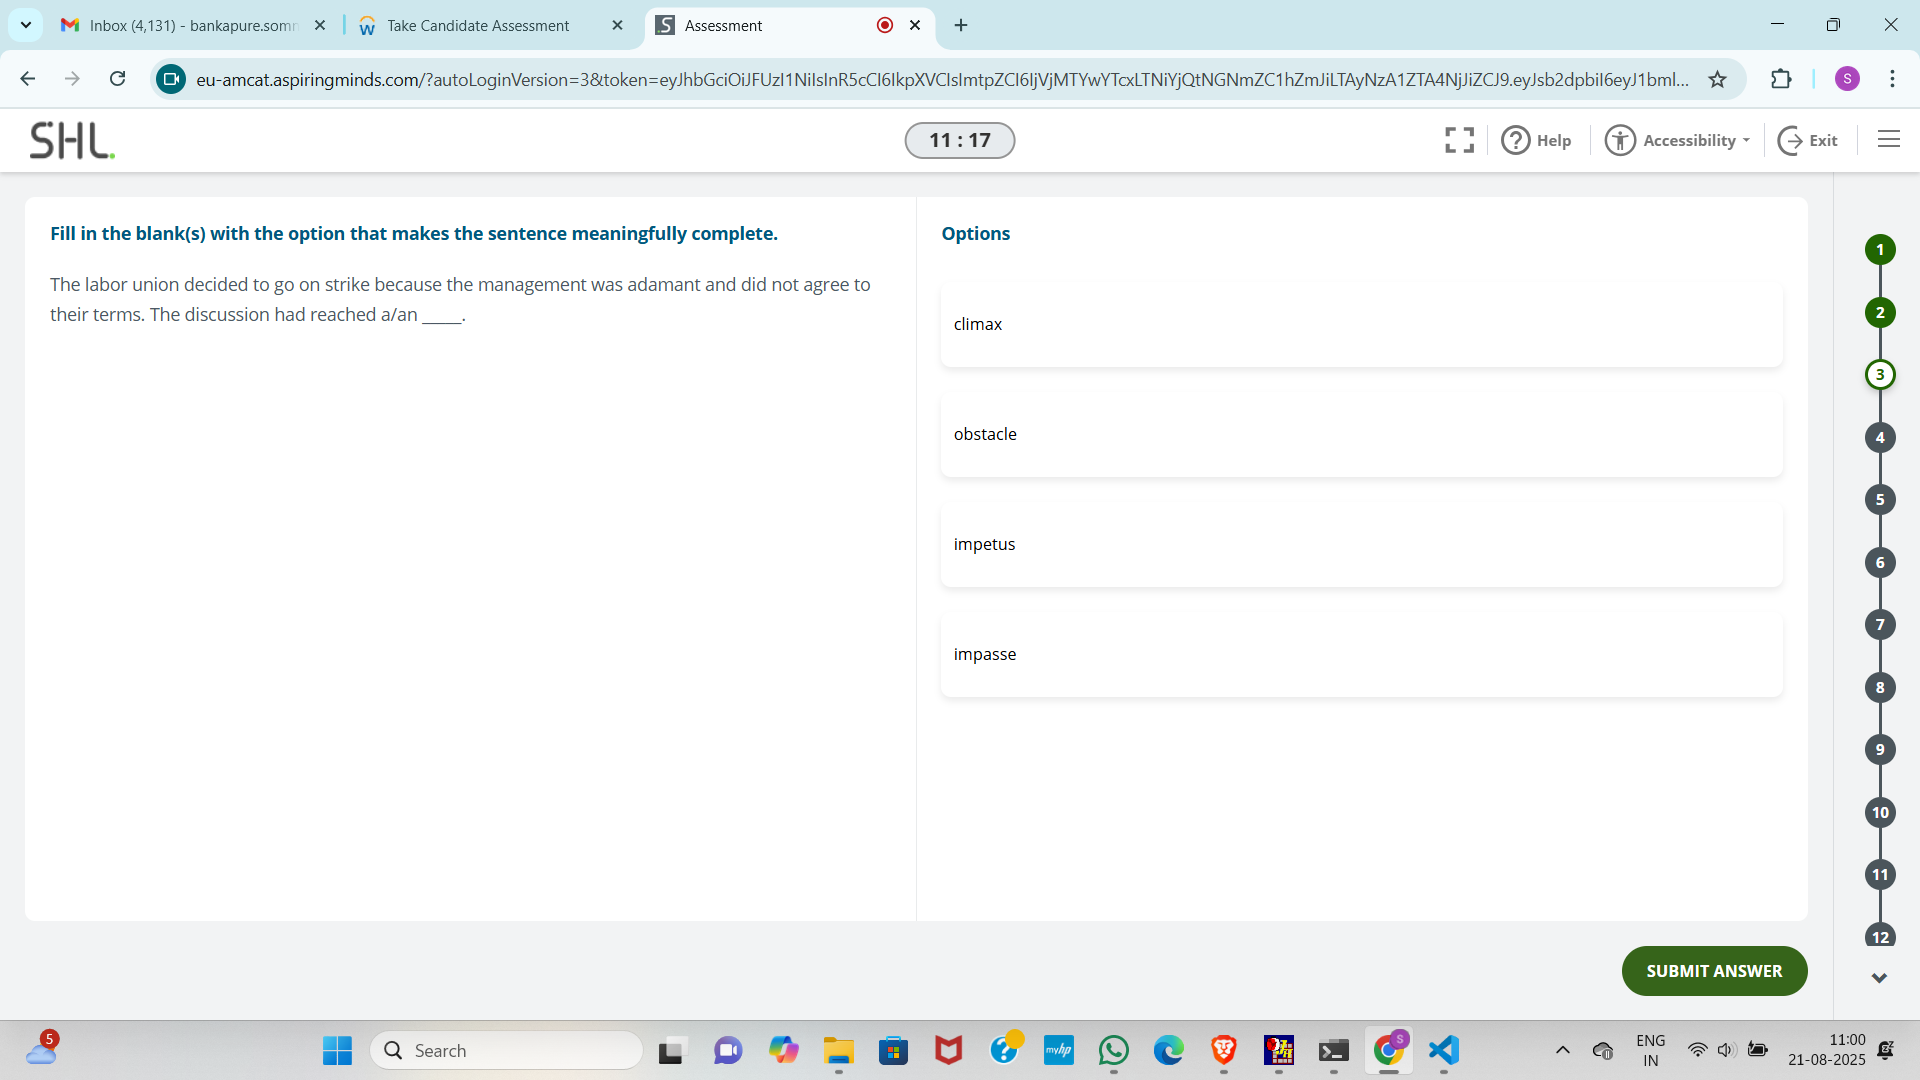 Inbox (4,131) - bankapure.somn
Take Candidate Assessment
Assessment
eu-amcat.aspiringminds.com/?autoLoginVersion=3&token=eyJhbGciOiJFUzI1NiIsInR5cCI6IkpXVCIsImtpZCI6IjVjMTYwYTcxLTNiYjQtNGNmZC1hZmJiLTAyNzA1ZTA4NjJiZCJ9.eyJsb2dpbiI6eyJ1bml...
S
SHL.
11 : 17
Help
Accessibility
Exit
Fill in the blank(s) with the option that makes the sentence meaningfully complete.
The labor union decided to go on strike because the management was adamant and did not agree to
their terms. The discussion had reached a/an _____.
Options
climax
obstacle
impetus
impasse
1
2
3
4
5
6
7
8
9
10
11
12
SUBMIT ANSWER
5
Search
myhp
S
ENG
IN
11:00
21-08-2025